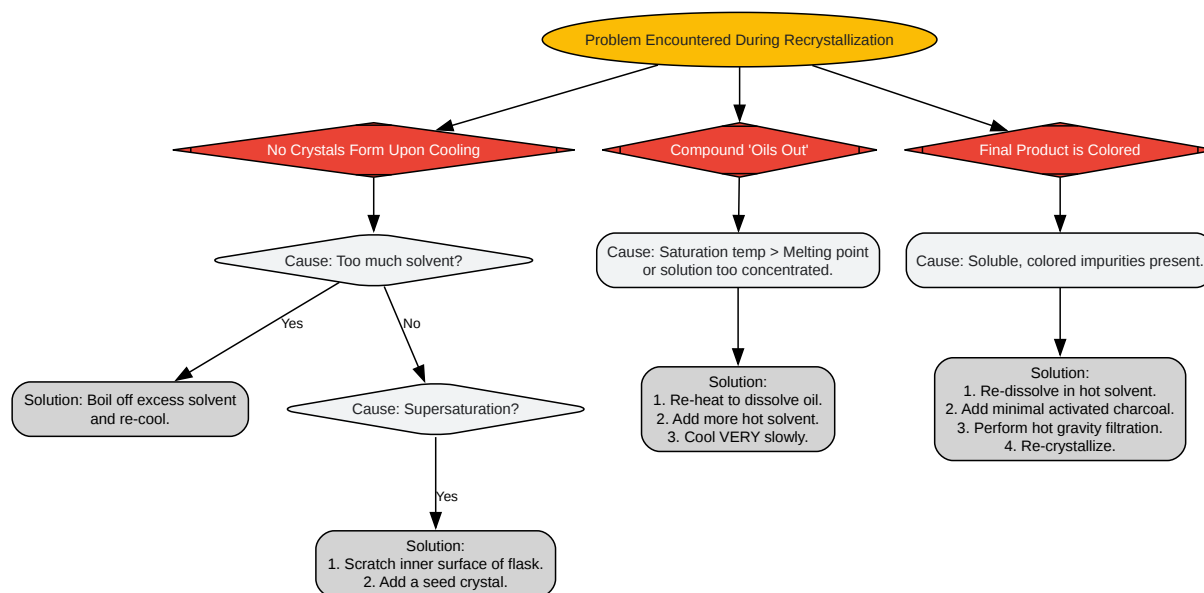 Problem Encountered During Recrystallization
No Crystals Form Upon Cooling
Compound 'Oils Out'
Final Product is Colored
Cause: Too much solvent?
Cause: Saturation temp > Melting point
or solution too concentrated.
Cause: Soluble, colored impurities present.
Yes
No
Solution: Boil off excess solvent
and re-cool.
Cause: Supersaturation?
Solution:
1. Re-heat to dissolve oil.
2. Add more hot solvent.
3. Cool VERY slowly.
Solution:
1. Re-dissolve in hot solvent.
2. Add minimal activated charcoal.
3. Perform hot gravity filtration.
4. Re-crystallize.
Yes
Solution:
1. Scratch inner surface of flask.
2. Add a seed crystal.